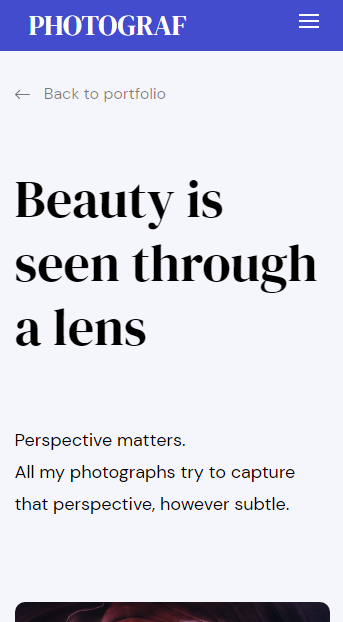 PHOTOGRAF
Back to portfolio
Beauty is
seen through
a lens
Perspective matters.
All my photographs try to capture
that perspective, however subtle.